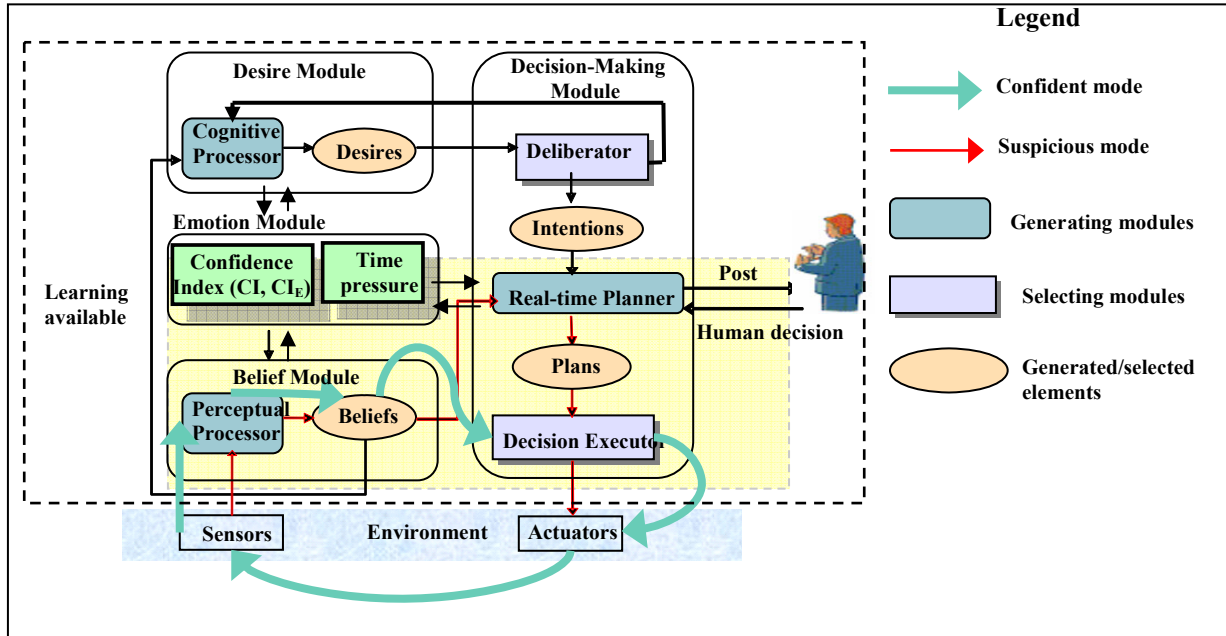 Legend
Desire Module
Decision-Making
Module
Confident mode
Cognitive
Processor
Desires
Deliberator
Suspicious mode
Emotion Module
Intentions
Generating modules
Confidence
Index (CI, CIE)
Time
pressure
Post
Learning
available
Real-time Planner
Selecting modules
Human decision
Belief Module
Plans
Generated/selected
elements
Perceptual
Processor
Beliefs
Decision Executor
Sensors
Environment
Actuators